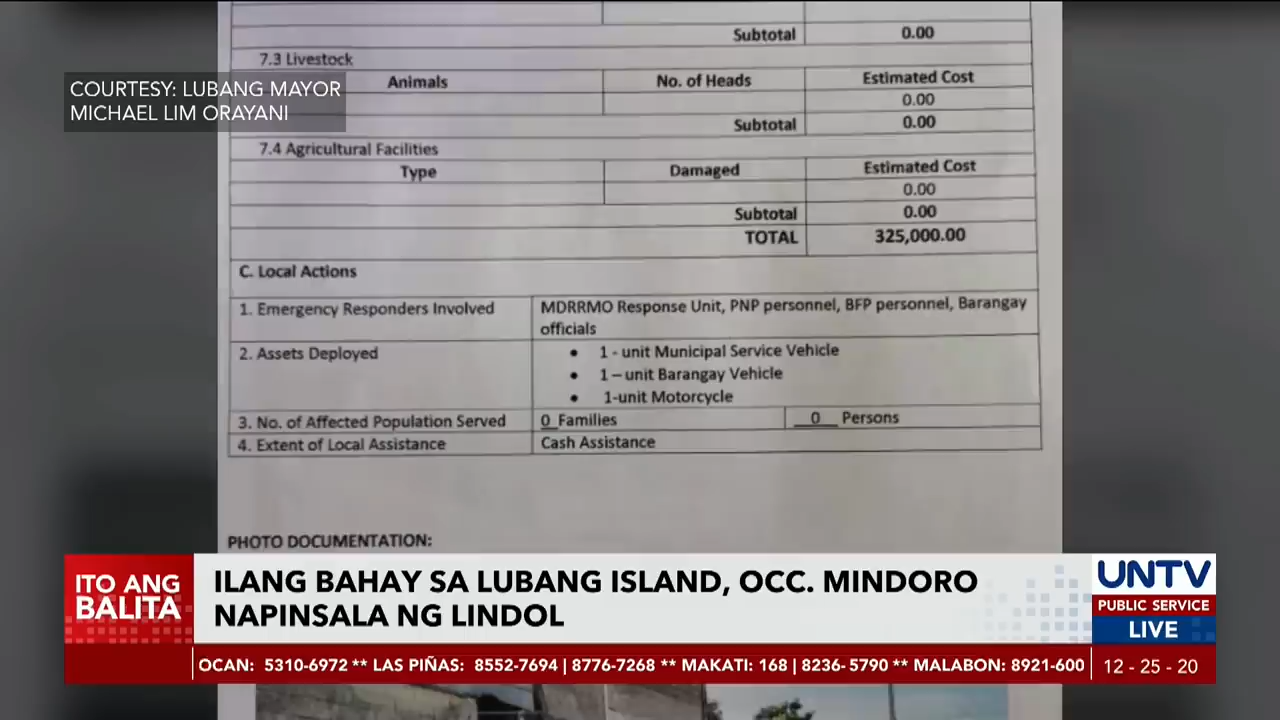 Subtotal 0.00
7.3 Livestock
Animals No. of Heads Estimated Cost
0.00
Subtotal 0.00
7.4 Agricultural Facilities
Type Damaged Estimated Cost
0.00
Subtotal 0.00
TOTAL 325,000.00
C. Local Actions
1. Emergency Responders Involved MDRRMO Response Unit, PNP personnel, BFP personnel, Barangay
officials
2. Assets Deployed • 1 - unit Municipal Service Vehicle
• 1 – unit Barangay Vehicle
• 1-unit Motorcycle
3. No. of Affected Population Served 0 Families 0 Persons
4. Extent of Local Assistance Cash Assistance
PHOTO DOCUMENTATION:
COURTESY: LUBANG MAYOR
MICHAEL LIM ORAYANI
ITO ANG
BALITA
ILANG BAHAY SA LUBANG ISLAND, OCC. MINDORO
NAPINSALA NG LINDOL
UNTV
PUBLIC SERVICE
LIVE
OCAN: 5310-6972 ** LAS PIÑAS: 8552-7694 | 8776-7268 ** MAKATI: 168 | 8236- 5790 ** MALABON: 8921-600
12 - 25 - 20